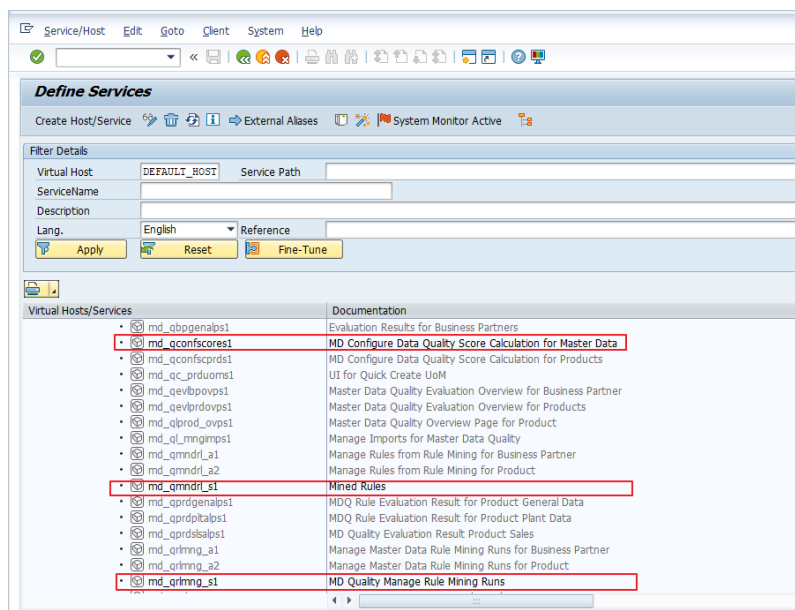 Service/Host Edit Goto Client System Help
Define Services
Create Host/Service External Aliases System Monitor Active
Filter Details
Virtual Host DEFAULT_HOST Service Path
ServiceName
Description
Lang. English Reference
Apply Reset Fine-Tune
Virtual Hosts/Services Documentation
md_qbpgenalps1 Evaluation Results for Business Partners
md_qconfscores1 MD Configure Data Quality Score Calculation for Master Data
md_qconfscprds1 MD Configure Data Quality Score Calculation for Products
md_qc_prduoms1 UI for Quick Create UoM
md_qevlbpovps1 Master Data Quality Evaluation Overview for Business Partner
md_qevlprdovps1 Master Data Quality Evaluation Overview for Products
md_qlprod_ovps1 Master Data Quality Overview Page for Product
md_ql_mngimps1 Manage Imports for Master Data Quality
md_qmndrl_a1 Manage Rules from Rule Mining for Business Partner
md_qmndrl_a2 Manage Rules from Rule Mining for Product
md_qmndrl_s1 Mined Rules
md_qprdgenalps1 MDQ Rule Evaluation Result for Product General Data
md_qprdpltalps1 MDQ Rule Evaluation Result for Product Plant Data
md_qprdslsalps1 MD Quality Evaluation Result Product Sales
md_qrlmng_a1 Manage Master Data Rule Mining Runs for Business Partner
md_qrlmng_a2 Manage Master Data Rule Mining Runs for Product
md_qrlmng_s1 MD Quality Manage Rule Mining Runs